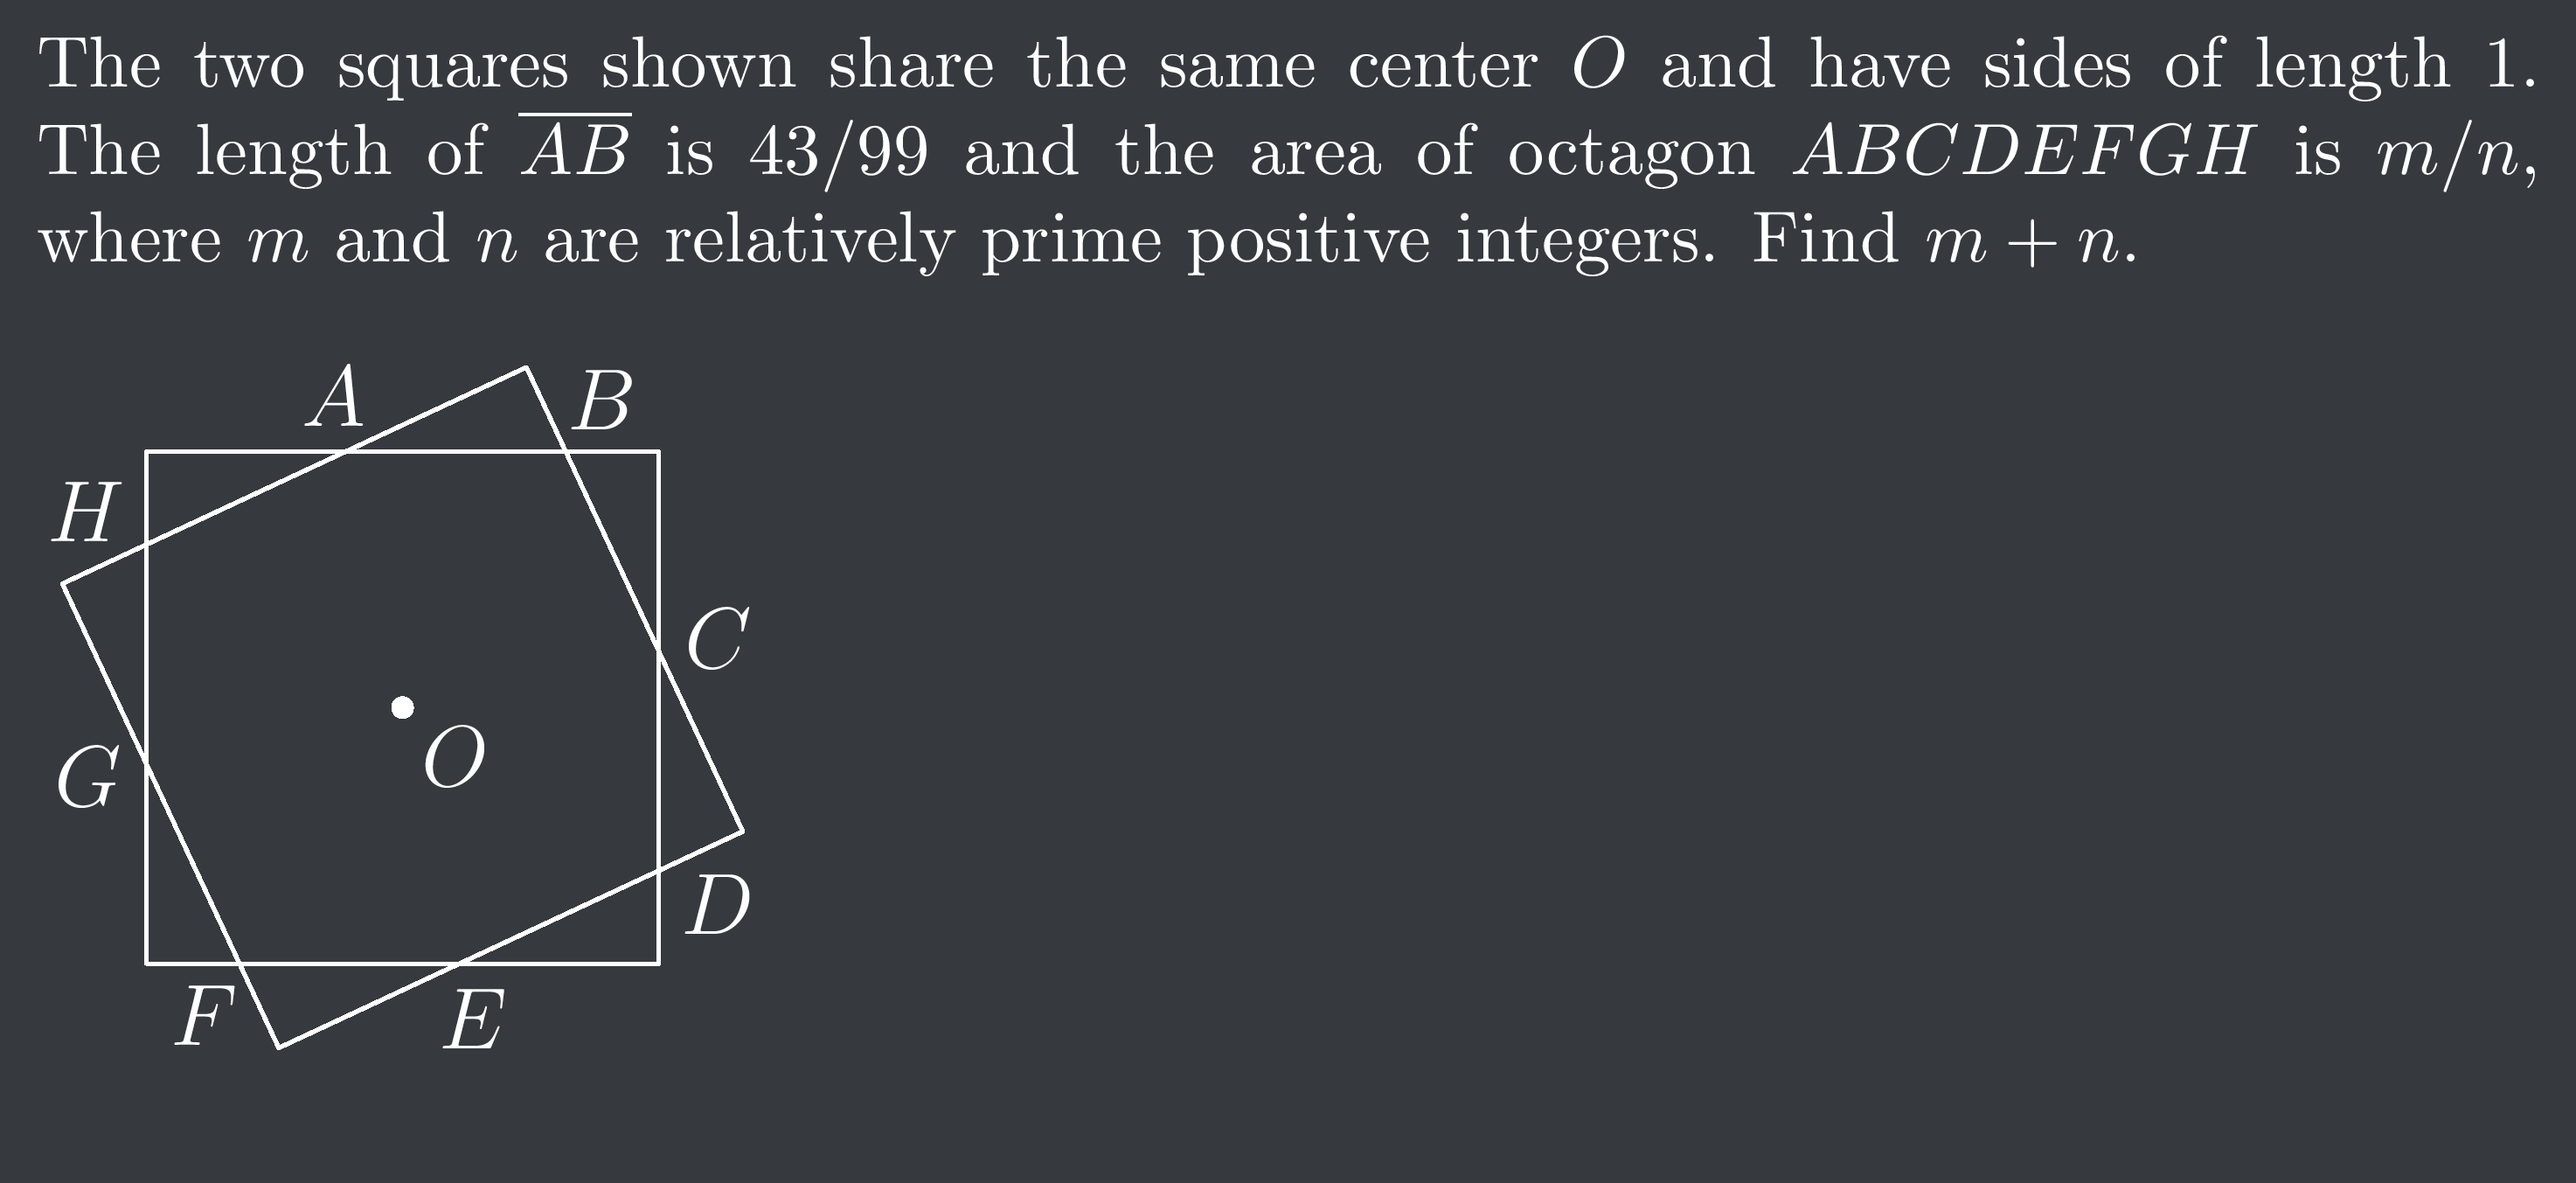 The two squares shown share the same center O and have sides of length 1.
The length of \overline{AB} is 43/99 and the area of octagon ABCDEFGH is m/n,
where m and n are relatively prime positive integers. Find m + n.
A
B
H
C
O
G
D
F
E